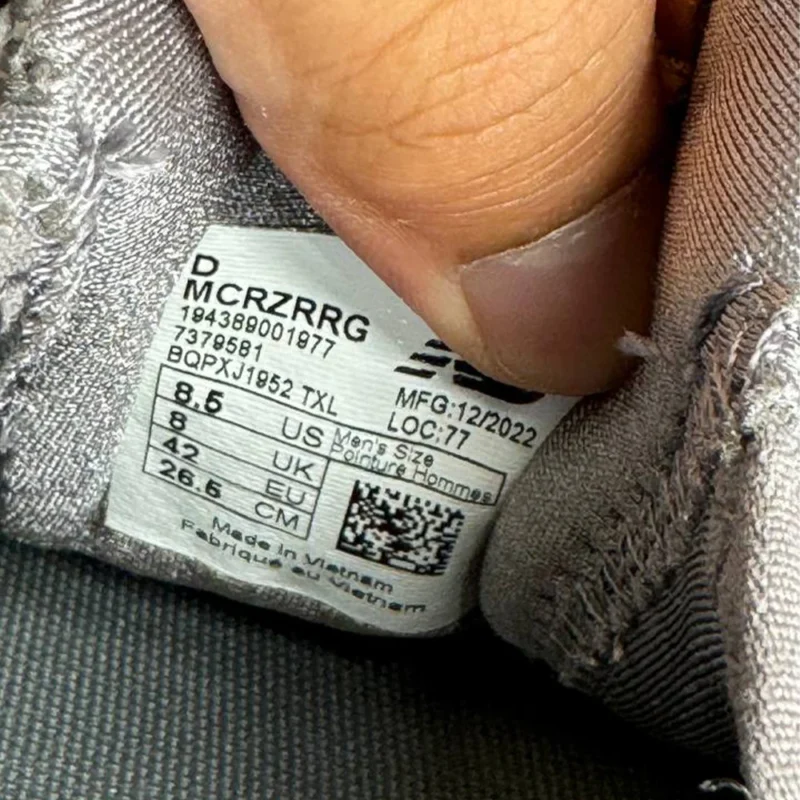 D
MCRZRRG
194389001977
7379581
BQPXJ1952 TXL
MFG:12/2022
LOC:77
8.5 US
8 UK
42 EU
26.5 CM
Men's Size
Pointure Hommes
Made in Vietnam
Fabriqué au Vietnam